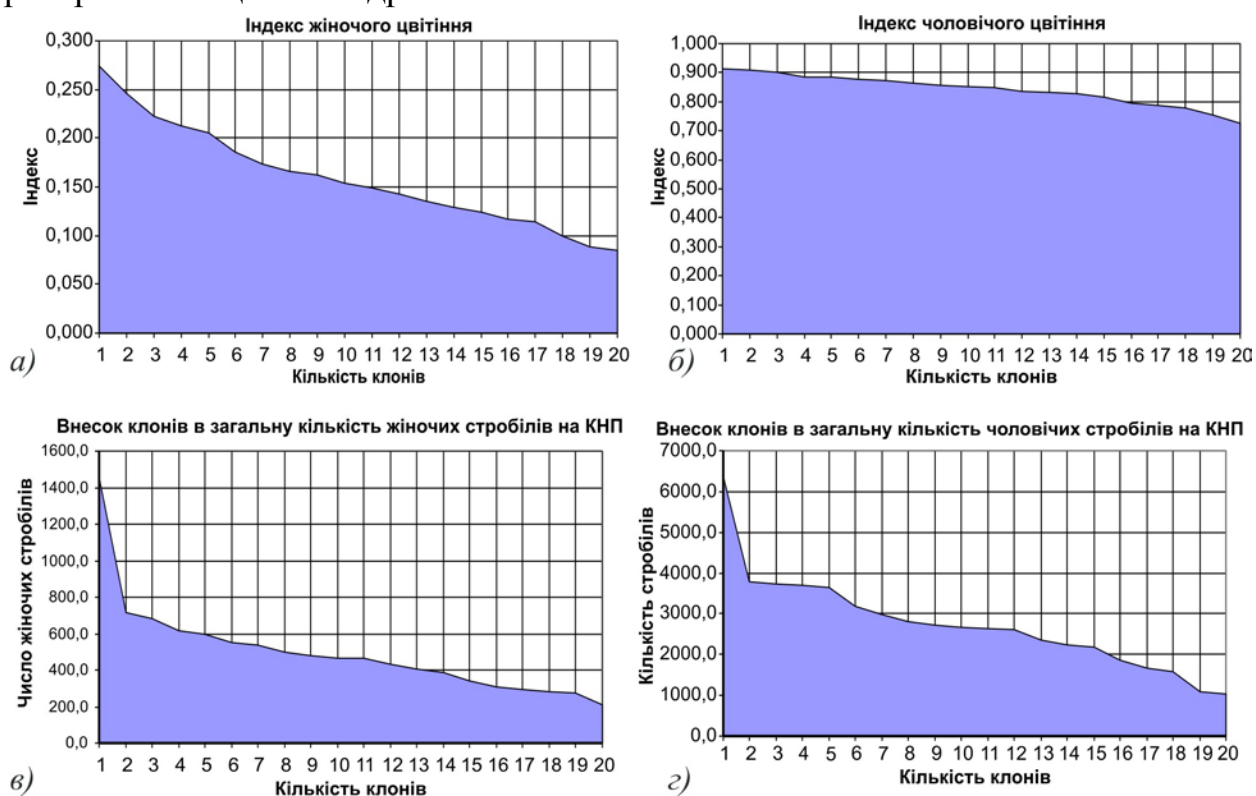 Індекс жіночого цвітіння
0,300
0,250
0,200
0,150
0,100
0,050
0,000
Індекс
1 2 3 4 5 6 7 8 9 10 11 12 13 14 15 16 17 18 19 20
Кількість клонів
а)
Індекс чоловічого цвітіння
1,000
0,900
0,800
0,700
0,600
0,500
0,400
0,300
0,200
0,100
0,000
Індекс
1 2 3 4 5 6 7 8 9 10 11 12 13 14 15 16 17 18 19 20
Кількість клонів
б)
Внесок клонів в загальну кількість жіночих стробілів на КНП
1600,0
1400,0
1200,0
1000,0
800,0
600,0
400,0
200,0
0,0
Число жіночих стробілів
1 2 3 4 5 6 7 8 9 10 11 12 13 14 15 16 17 18 19 20
Кількість клонів
в)
Внесок клонів в загальну кількість чоловічих стробілів на КНП
7000,0
6000,0
5000,0
4000,0
3000,0
2000,0
1000,0
0,0
Кількість стробілів
1 2 3 4 5 6 7 8 9 10 11 12 13 14 15 16 17 18 19 20
Кількість клонів
г)